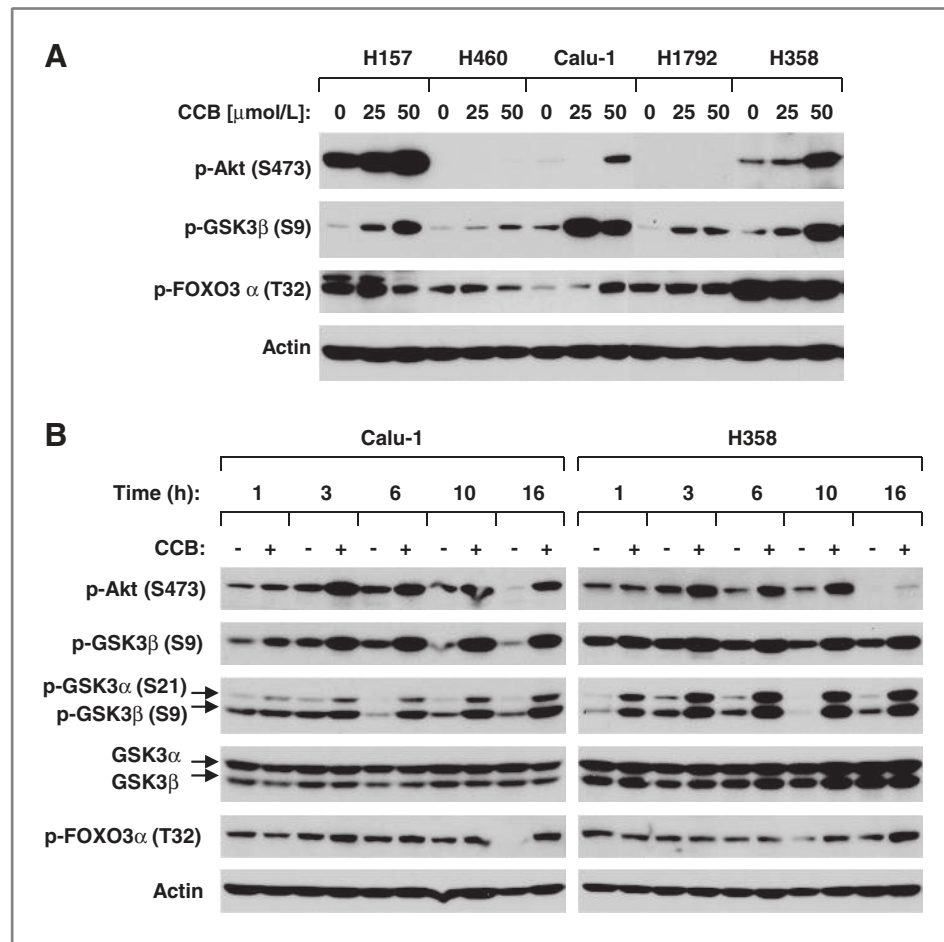 A
H157 H460 Calu-1 H1792 H358
CCB [μmol/L]: 0 25 50 0 25 50 0 25 50 0 25 50 0 25 50
p-Akt (S473)
p-GSK3β (S9)
p-FOXO3 α (T32)
Actin
B
Calu-1 H358
Time (h): 1 3 6 10 16 1 3 6 10 16
CCB: - + - + - + - + - + - + - + - + - + - +
p-Akt (S473)
p-GSK3β (S9)
p-GSK3α (S21)
p-GSK3β (S9)
GSK3α
GSK3β
p-FOXO3α (T32)
Actin